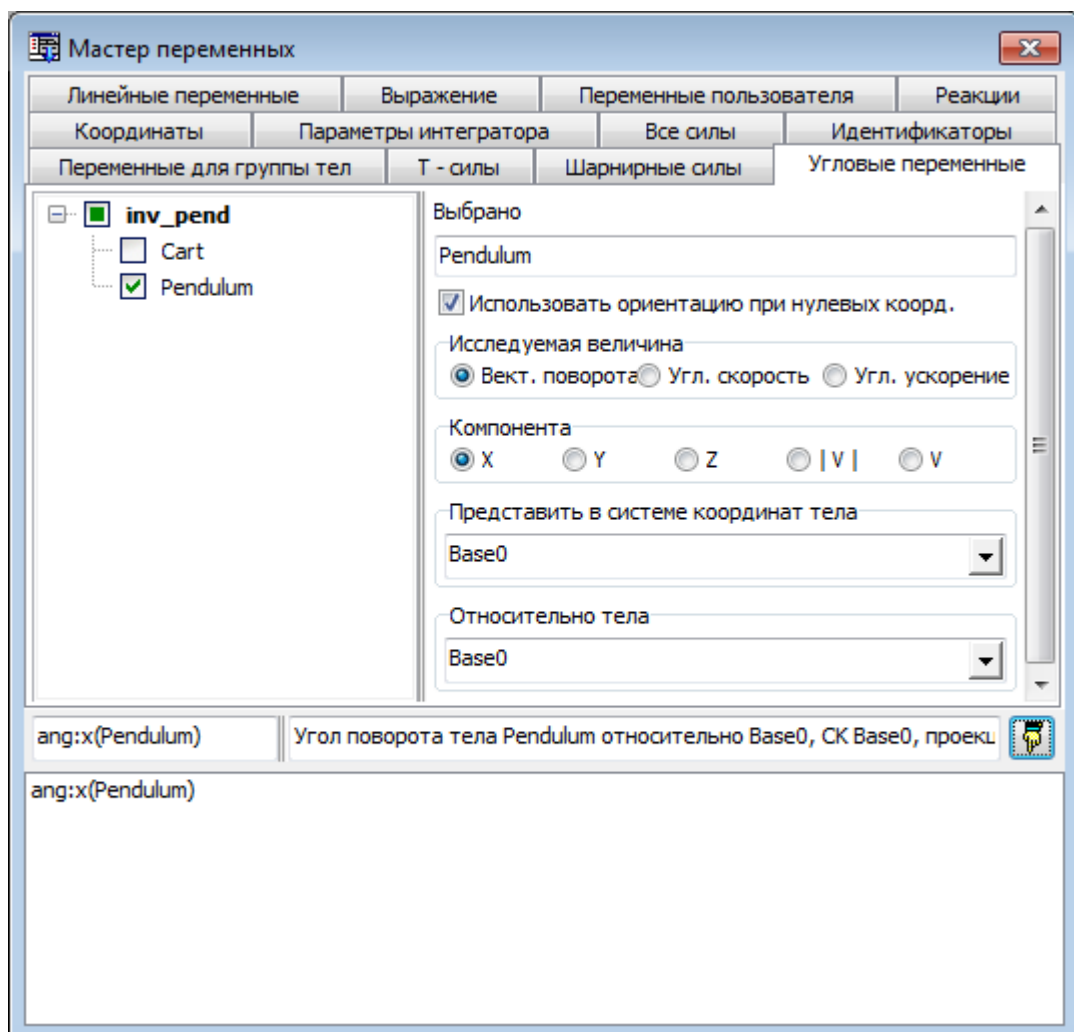 Мастер переменных
Линейные переменные Выражение Переменные пользователя Реакции
Координаты Параметры интегратора Все силы Идентификаторы
Переменные для группы тел Т - силы Шарнирные силы Угловые переменные
inv_pend
Cart
Pendulum
Выбрано
Pendulum
Использовать ориентацию при нулевых коорд.
Исследуемая величина
Вект. поворота Угл. скорость Угл. ускорение
Компонента
X Y Z | V | V
Представить в системе координат тела
Base0
Относительно тела
Base0
ang:x(Pendulum) Угол поворота тела Pendulum относительно Base0, СК Base0, проекц
ang:x(Pendulum)